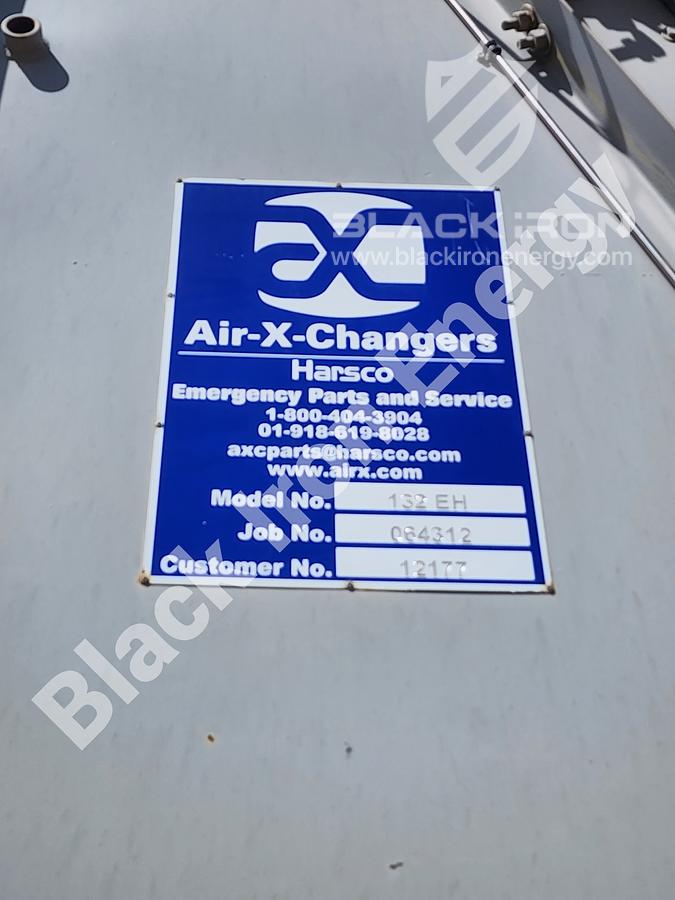 BLACK IRON
www.blackironenergy.com
aX
Air-X-Changers
Harsco
Emergency Parts and Service
1-800-404-3904
01-918-619-8028
axcparts@harsco.com
www.airx.com
Model No. 132 EH
Job No. 064312
Customer No. 12177
Black Iron Energy